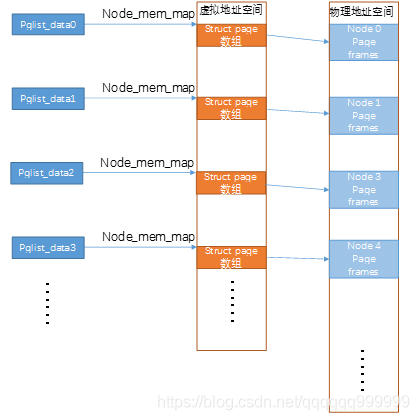 Node_mem_map
虚拟地址空间
物理地址空间
Pglist_data0
Struct page
数组
Node 0
Page
frames
Node_mem_map
Pglist_data1
Struct page
数组
Node 1
Page
frames
Node_mem_map
Pglist_data2
Struct page
数组
Node 3
Page
frames
Node_mem_map
Pglist_data3
Struct page
数组
Node 4
Page
frames
https://blog.csdn.net/qqqqqq999999